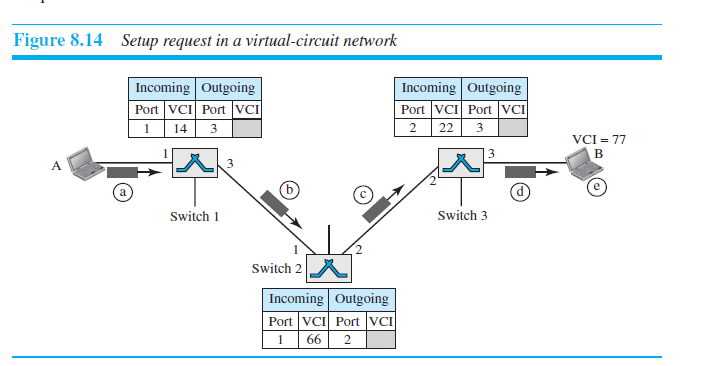 Figure 8.14 Setup request in a virtual-circuit network
Incoming Outgoing
Port VCI Port VCI
1 14 3
Incoming Outgoing
Port VCI Port VCI
2 22 3
VCI = 77
B
A
1
3
3
2
a
b
c
d
e
Switch 1
Switch 3
1
2
Switch 2
Incoming Outgoing
Port VCI Port VCI
1 66 2